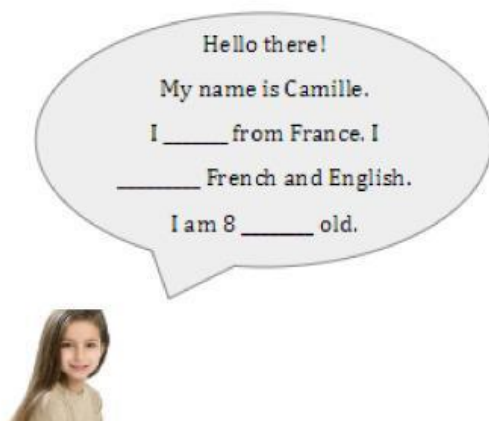 Hello there!
My name is Camille.
I ______ from France. I
________ French and English.
I am 8 _______ old.